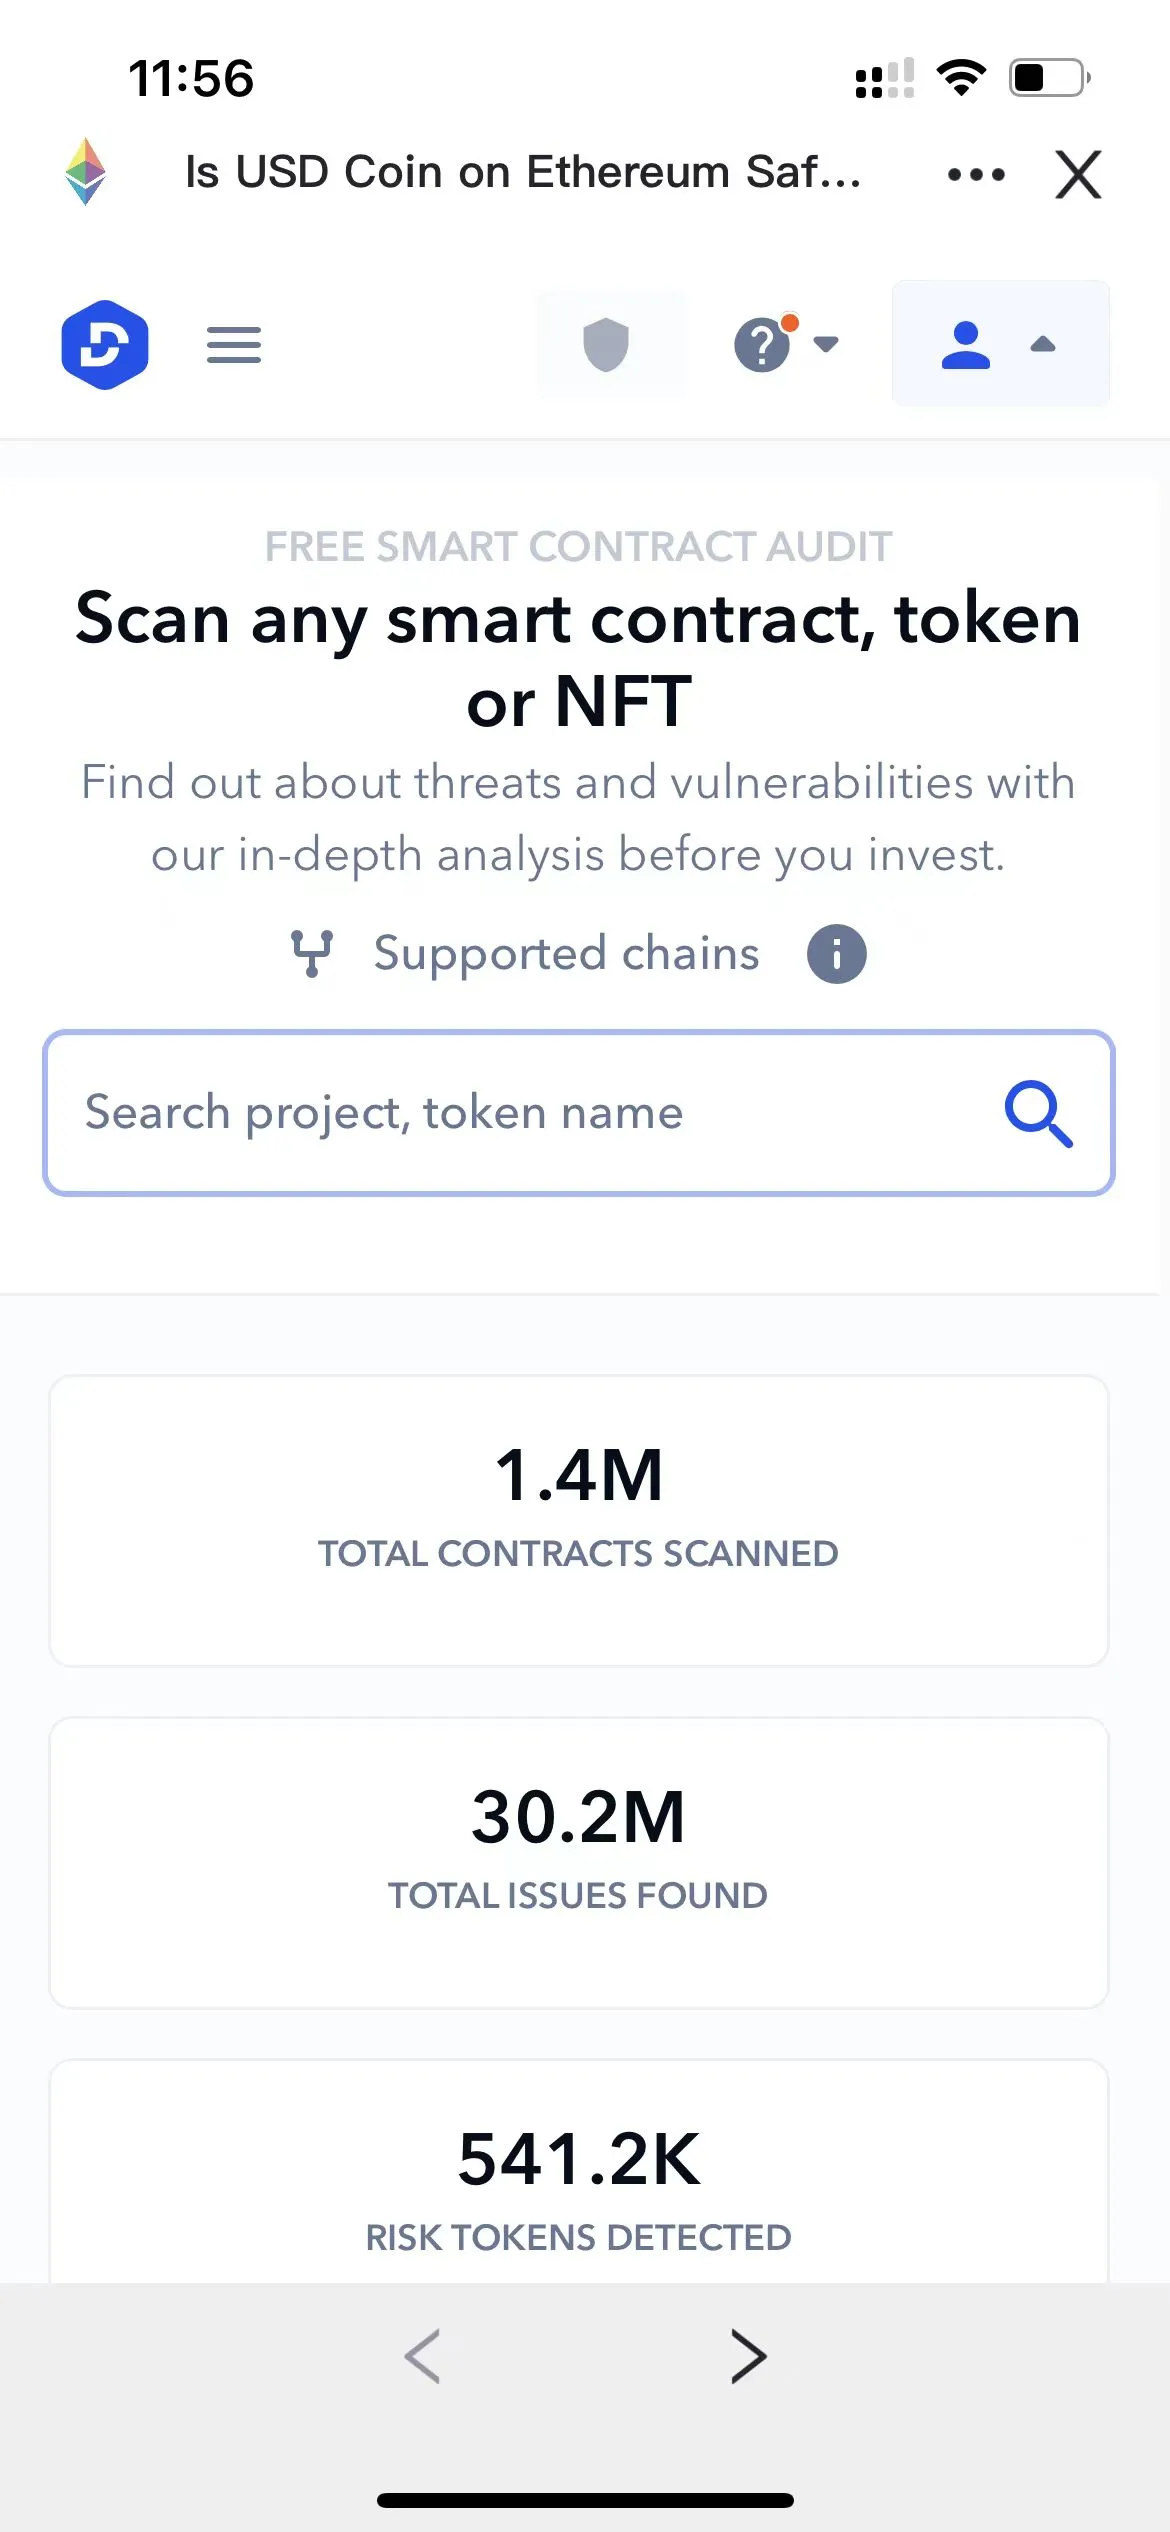 11:56
Is USD Coin on Ethereum Saf...
FREE SMART CONTRACT AUDIT
Scan any smart contract, token
or NFT
Find out about threats and vulnerabilities with
our in-depth analysis before you invest.
Supported chains
Search project, token name
1.4M
TOTAL CONTRACTS SCANNED
30.2M
TOTAL ISSUES FOUND
541.2K
RISK TOKENS DETECTED